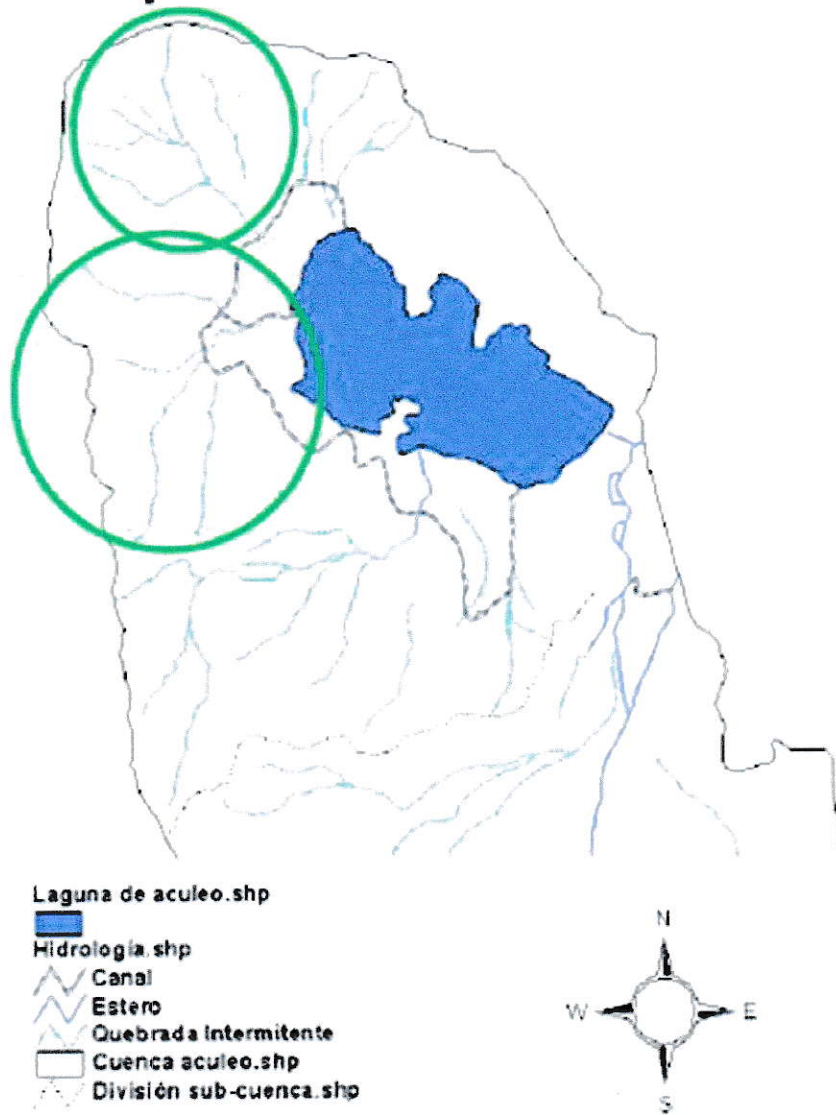 Laguna de aculeo.shp
Hidrología.shp
Canal
Estero
Quebrada Intermitente
Cuenca aculeo.shp
División sub-cuenca.shp
N
W E
S